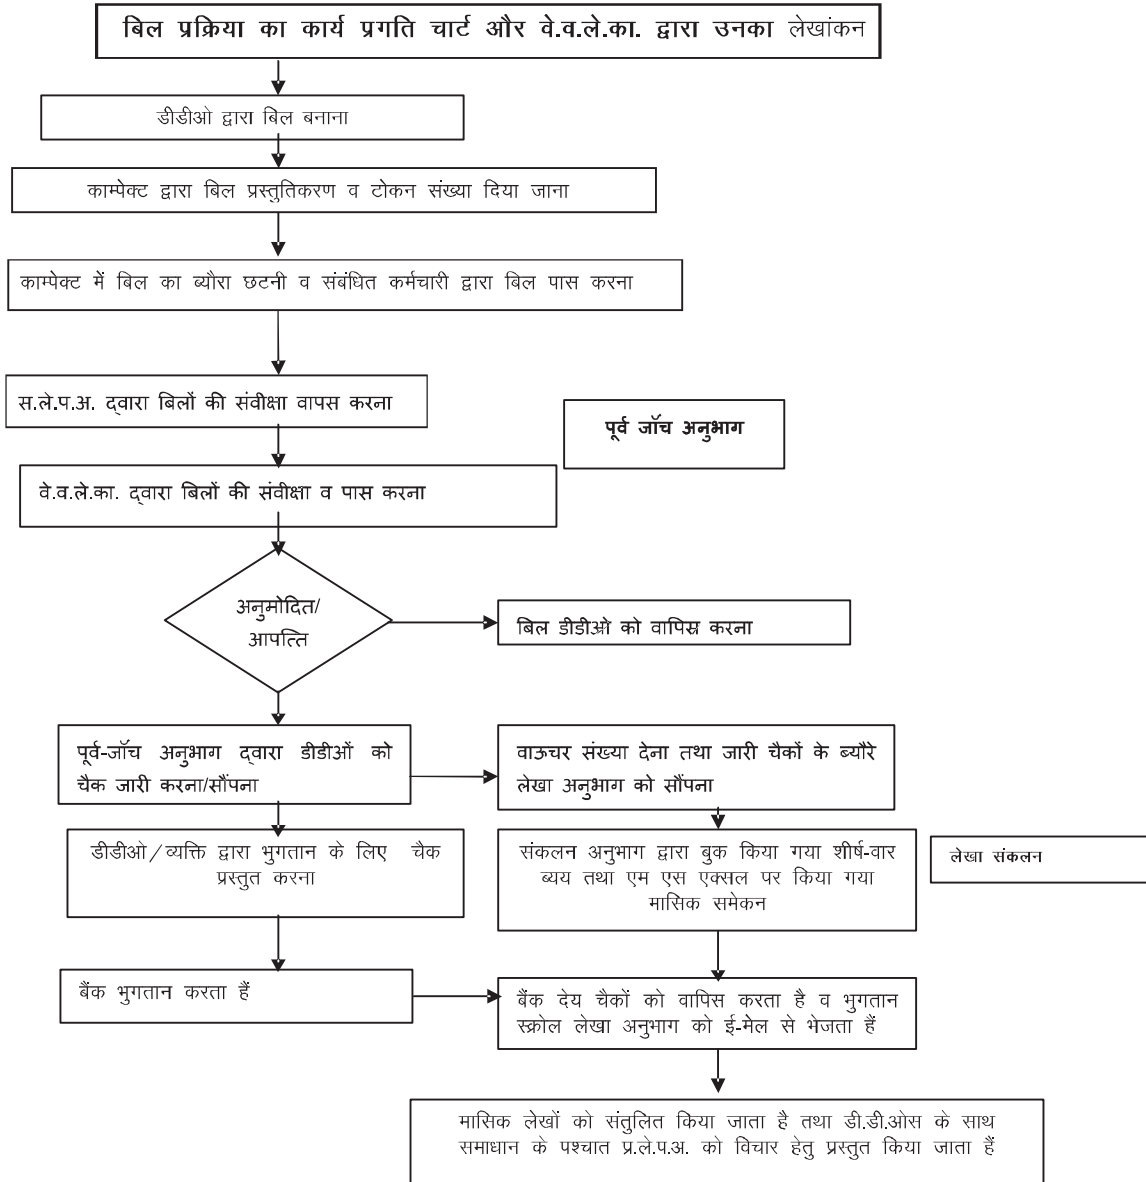 बिल प्रक्रिया का कार्य प्रगति चार्ट और वे.व.ले.का. द्वारा उनका लेखांकन
डीडीओ द्वारा बिल बनाना
काम्पेक्ट द्वारा बिल प्रस्तुतिकरण व टोकन संख्या दिया जाना
काम्पेक्ट में बिल का ब्यौरा छटनी व संबंधित कर्मचारी द्वारा बिल पास करना
स.ले.प.अ. द्वारा बिलों की संवीक्षा वापस करना
पूर्व जॉच अनुभाग
वे.व.ले.का. द्वारा बिलों की संवीक्षा व पास करना
अनुमोदित/
आपत्ति
बिल डीडीओ को वापिस करना
पूर्व-जॉच अनुभाग द्वारा डीडीओं को
चैक जारी करना/सौंपना
वाऊचर संख्या देना तथा जारी चैकों के ब्यौरे
लेखा अनुभाग को सौंपना
डीडीओ/व्यक्ति द्वारा भुगतान के लिए चैक
प्रस्तुत करना
संकलन अनुभाग द्वारा बुक किया गया शीर्ष-वार
ब्यय तथा एम एस एक्सल पर किया गया
मासिक समेकन
लेखा संकलन
बैंक भुगतान करता हैं
बैंक देय चैकों को वापिस करता है व भुगतान
स्क्रोल लेखा अनुभाग को ई-मेल से भेजता हैं
मासिक लेखों को संतुलित किया जाता है तथा डी.डी.ओस के साथ
समाधान के पश्चात प्र.ले.प.अ. को विचार हेतु प्रस्तुत किया जाता हैं